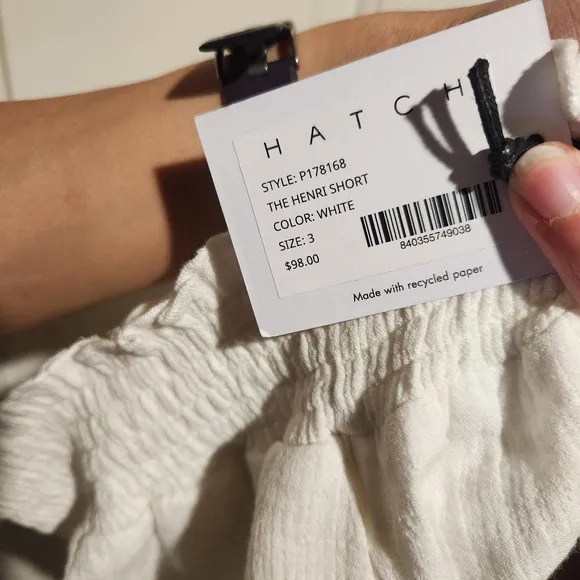 HATCH
STYLE: P178168
THE HENRI SHORT
COLOR: WHITE
SIZE: 3
$98.00
840355749038
Made with recycled paper